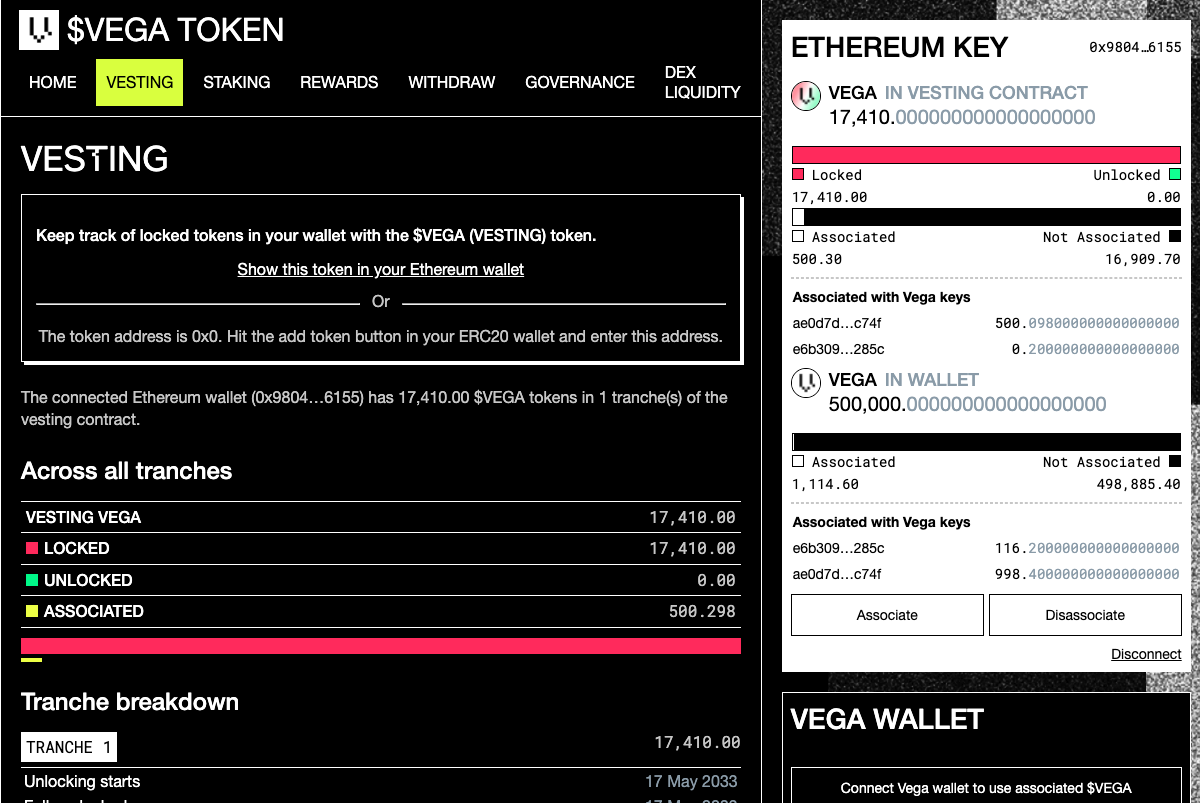 $VEGA TOKEN
HOME
VESTING
STAKING
REWARDS
WITHDRAW
GOVERNANCE
DEX
LIQUIDITY
VESTING
Keep track of locked tokens in your wallet with the $VEGA (VESTING) token.
Show this token in your Ethereum wallet
Or
The token address is 0x0. Hit the add token button in your ERC20 wallet and enter this address.
The connected Ethereum wallet (0x9804…6155) has 17,410.00 $VEGA tokens in 1 tranche(s) of the
vesting contract.
Across all tranches
VESTING VEGA 17,410.00
LOCKED 17,410.00
UNLOCKED 0.00
ASSOCIATED 500.298
Tranche breakdown
TRANCHE 1 17,410.00
Unlocking starts 17 May 2033
ETHEREUM KEY 0x9804…6155
VEGA IN VESTING CONTRACT
17,410.000000000000000000
Locked Unlocked
17,410.00 0.00
Associated Not Associated
500.30 16,909.70
Associated with Vega keys
ae0d7d…c74f 500.098000000000000000
e6b309…285c 0.200000000000000000
VEGA IN WALLET
500,000.000000000000000000
Associated Not Associated
1,114.60 498,885.40
Associated with Vega keys
e6b309…285c 116.200000000000000000
ae0d7d…c74f 998.400000000000000000
Associate Disassociate
Disconnect
VEGA WALLET
Connect Vega wallet to use associated $VEGA